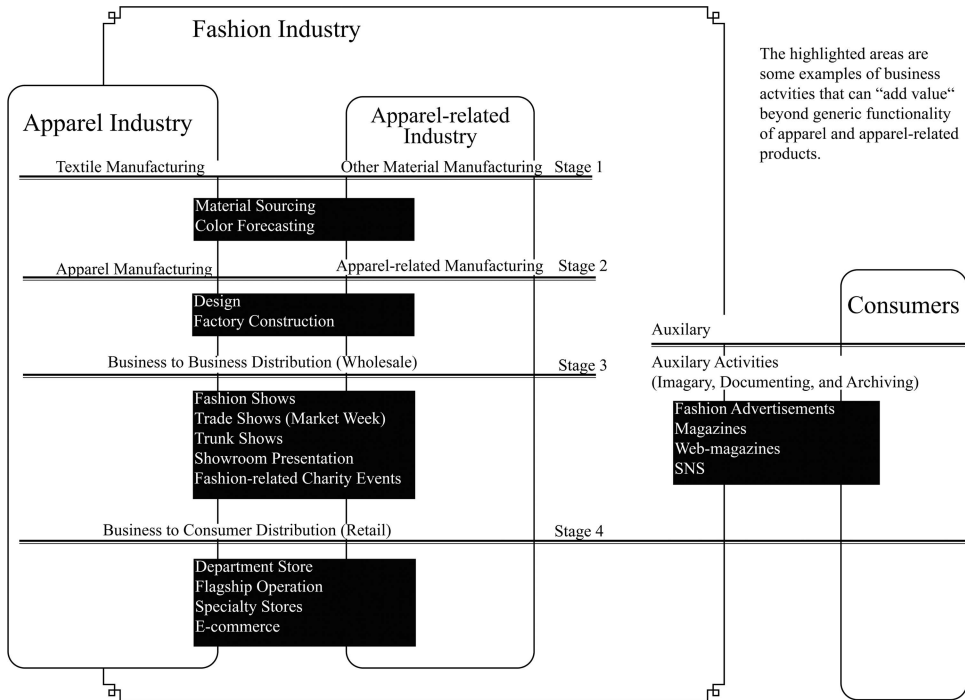 Fashion Industry
The highlighted areas are
some examples of business
actvities that can “add value“
beyond generic functionality
of apparel and apparel-related
products.
Apparel Industry
Apparel-related
Industry
Textile Manufacturing
Other Material Manufacturing
Stage 1
Material Sourcing
Color Forecasting
Apparel Manufacturing
Apparel-related Manufacturing
Stage 2
Design
Factory Construction
Business to Business Distribution (Wholesale)
Stage 3
Fashion Shows
Trade Shows (Market Week)
Trunk Shows
Showroom Presentation
Fashion-related Charity Events
Business to Consumer Distribution (Retail)
Stage 4
Department Store
Flagship Operation
Specialty Stores
E-commerce
Consumers
Auxilary
Auxilary Activities
(Imagary, Documenting, and Archiving)
Fashion Advertisements
Magazines
Web-magazines
SNS